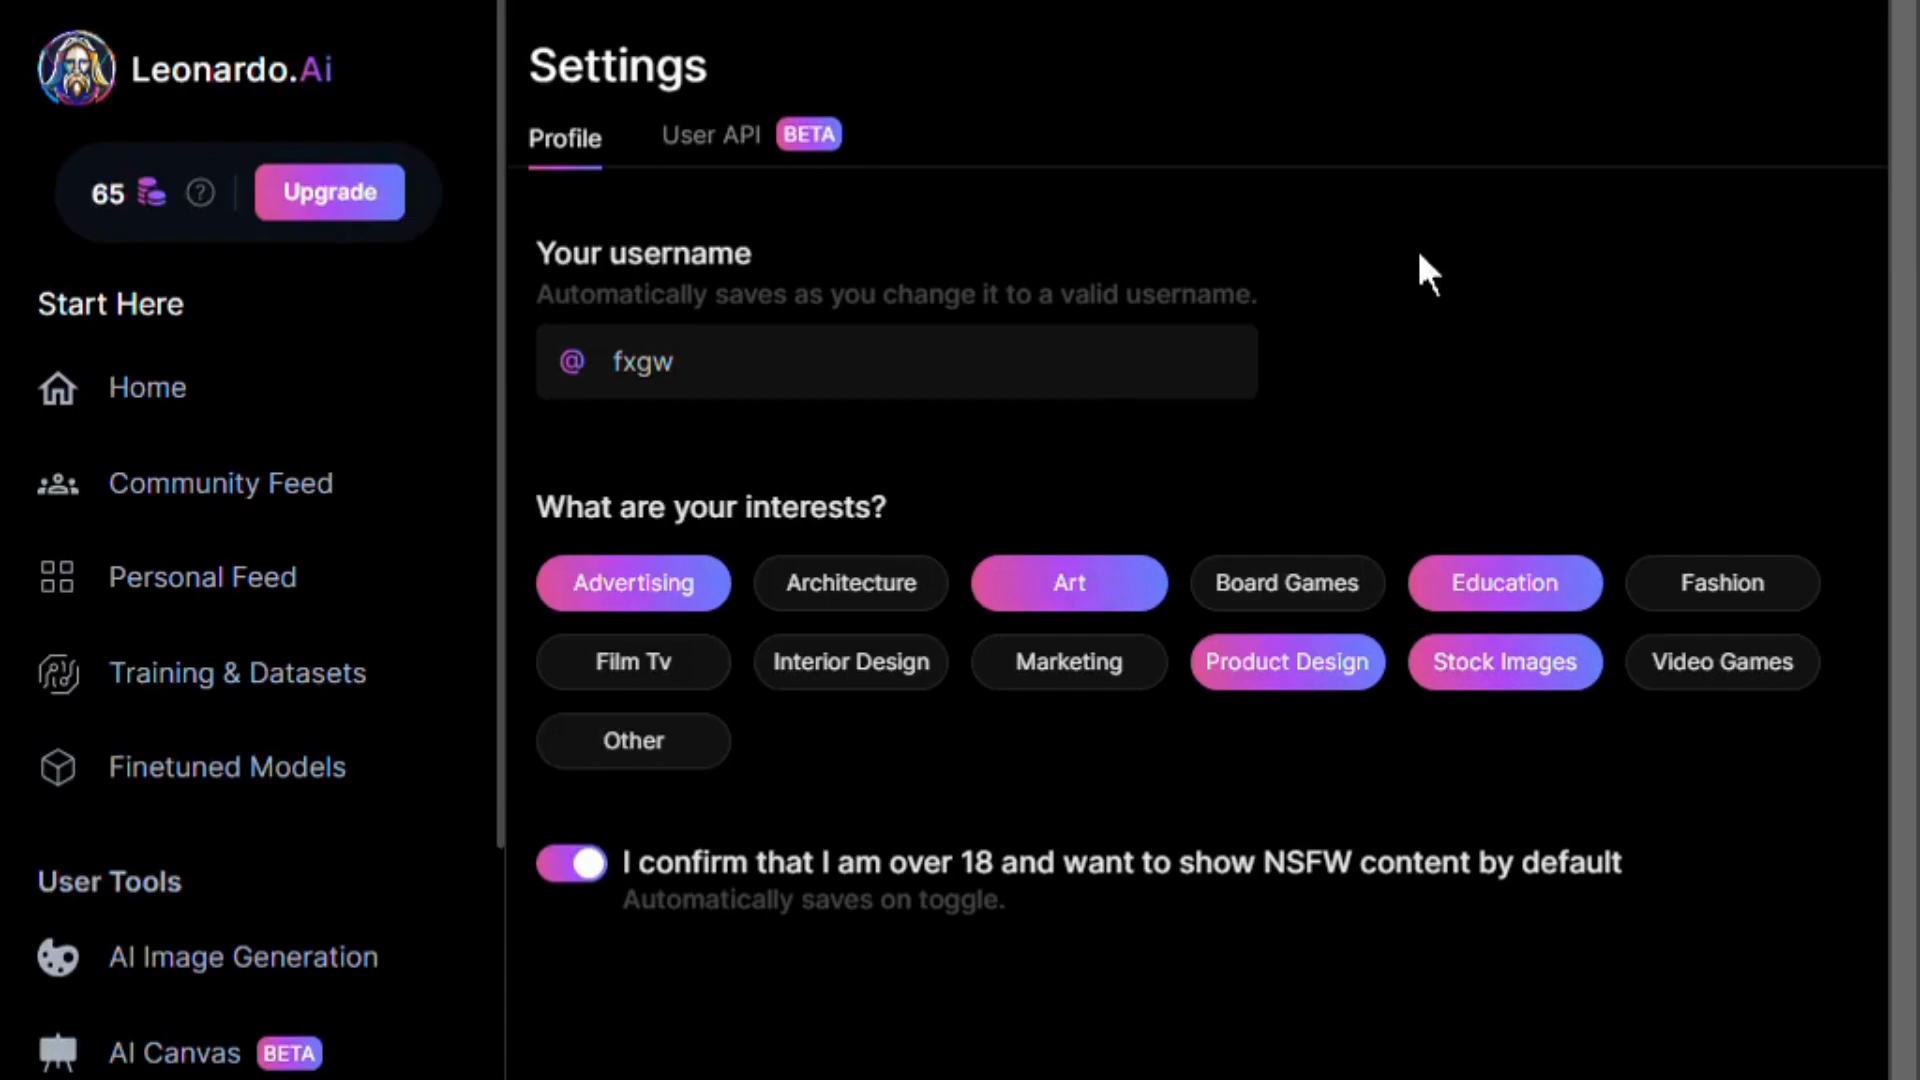 Leonardo.Ai
65 ? Upgrade
Start Here
Home
Community Feed
Personal Feed
Training & Datasets
Finetuned Models
User Tools
AI Image Generation
AI Canvas BETA
Settings
Profile User API BETA
Your username
Automatically saves as you change it to a valid username.
@ fxgw
What are your interests?
Advertising Architecture Art Board Games Education Fashion
Film Tv Interior Design Marketing Product Design Stock Images Video Games
Other
I confirm that I am over 18 and want to show NSFW content by default
Automatically saves on toggle.